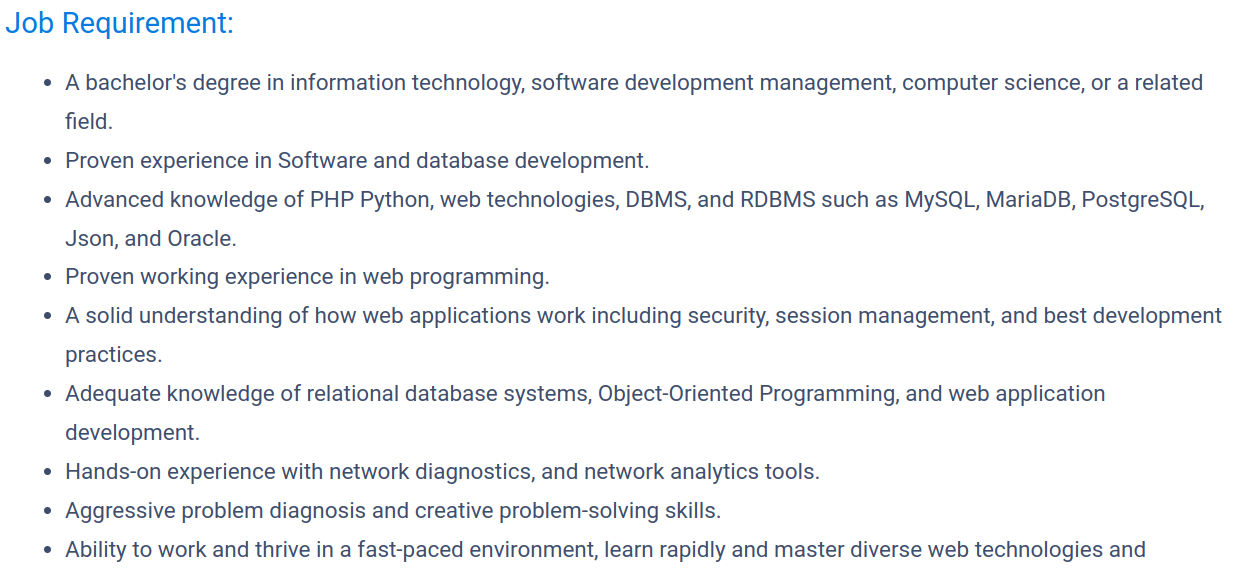 Job Requirement:
A bachelor's degree in information technology, software development management, computer science, or a related
field.
Proven experience in Software and database development.
Advanced knowledge of PHP Python, web technologies, DBMS, and RDBMS such as MySQL, MariaDB, PostgreSQL,
Json, and Oracle.
Proven working experience in web programming.
A solid understanding of how web applications work including security, session management, and best development
practices.
Adequate knowledge of relational database systems, Object-Oriented Programming, and web application
development.
Hands-on experience with network diagnostics, and network analytics tools.
Aggressive problem diagnosis and creative problem-solving skills.
Ability to work and thrive in a fast-paced environment, learn rapidly and master diverse web technologies and